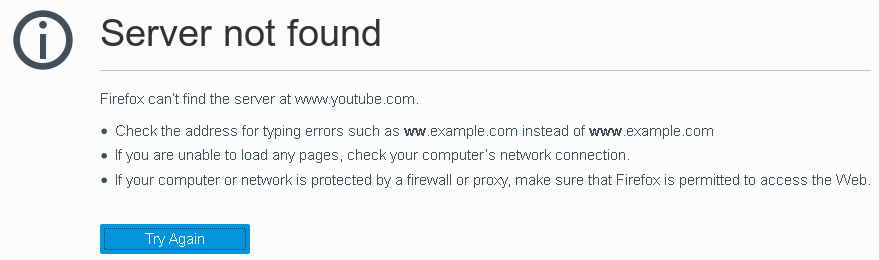 Server not found
Firefox can't find the server at www.youtube.com.
Check the address for typing errors such as ww.example.com instead of www.example.com
If you are unable to load any pages, check your computer's network connection.
If your computer or network is protected by a firewall or proxy, make sure that Firefox is permitted to access the Web.
Try Again